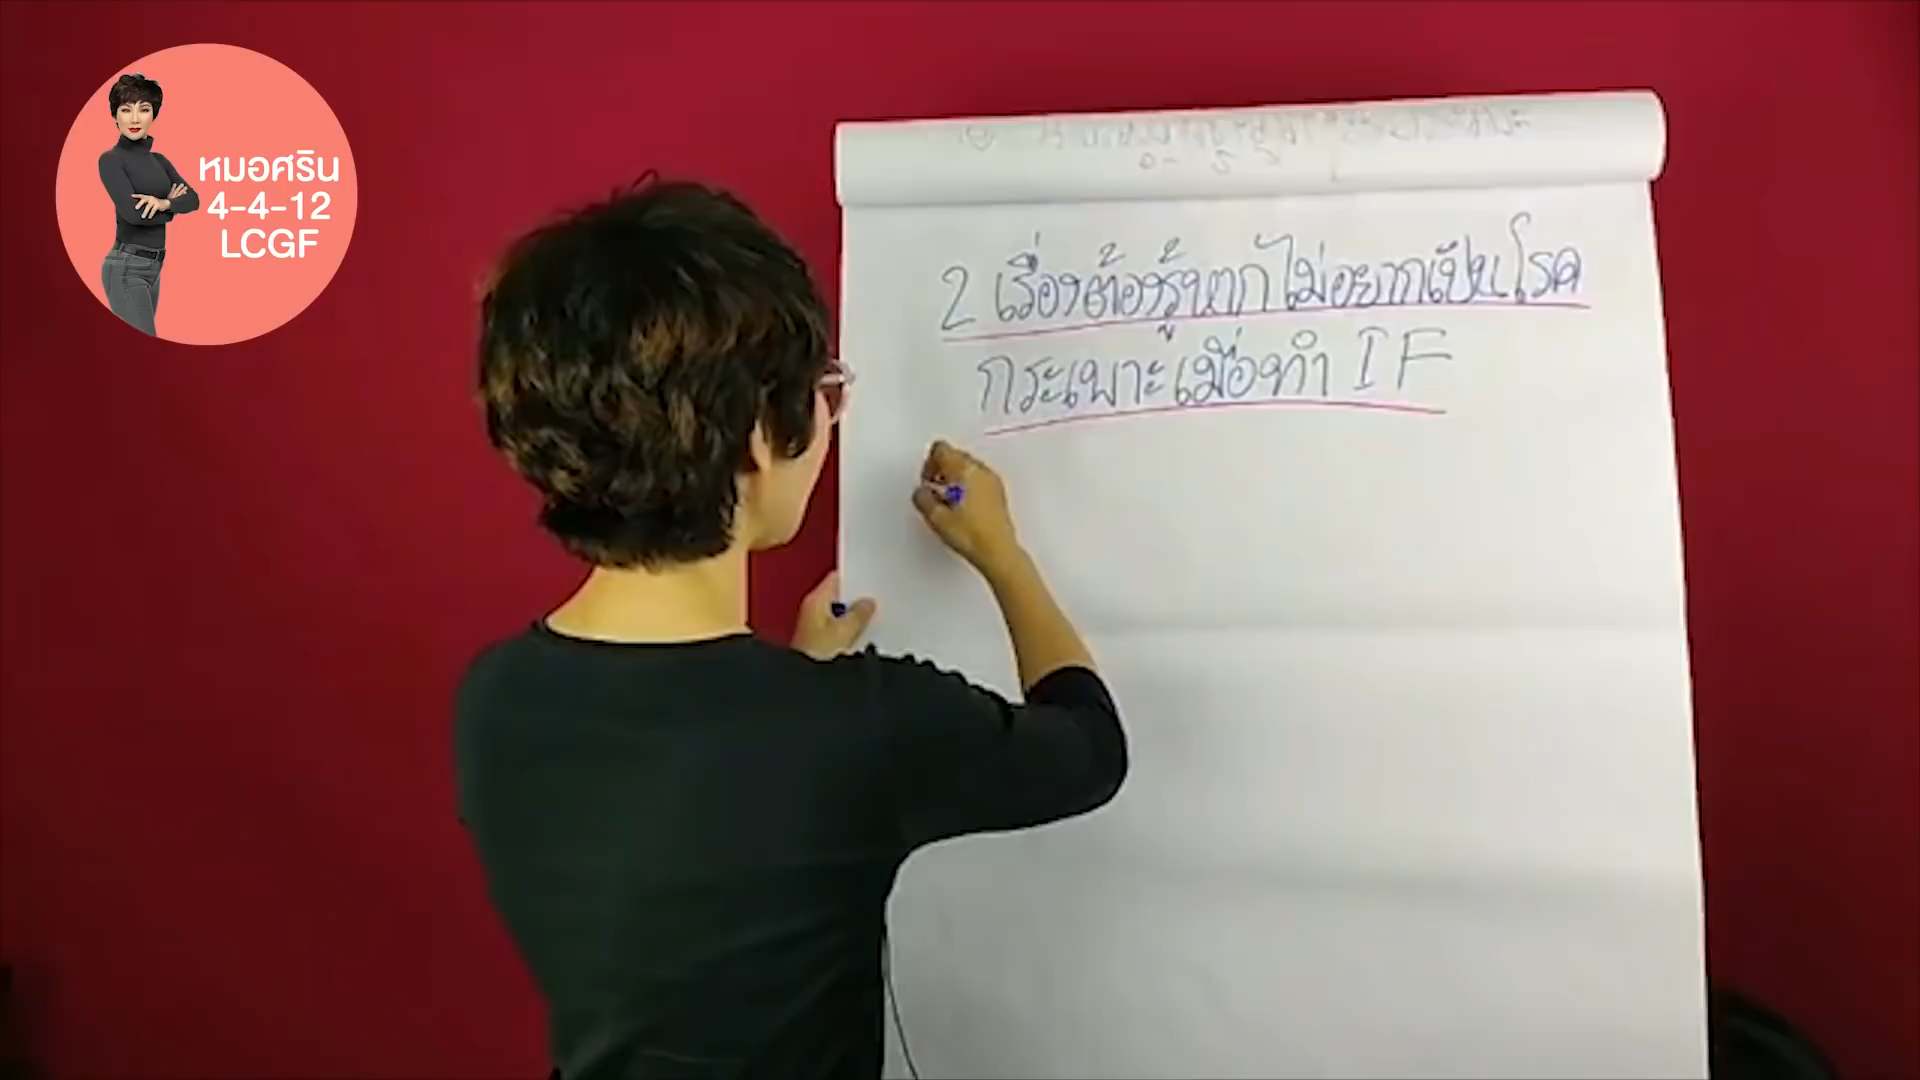 หมอศริน
4-4-12
LCGF
2 เรื่องต้องรู้หากไม่อยากเป็นโรค
กระเพาะเมื่อทำ IF